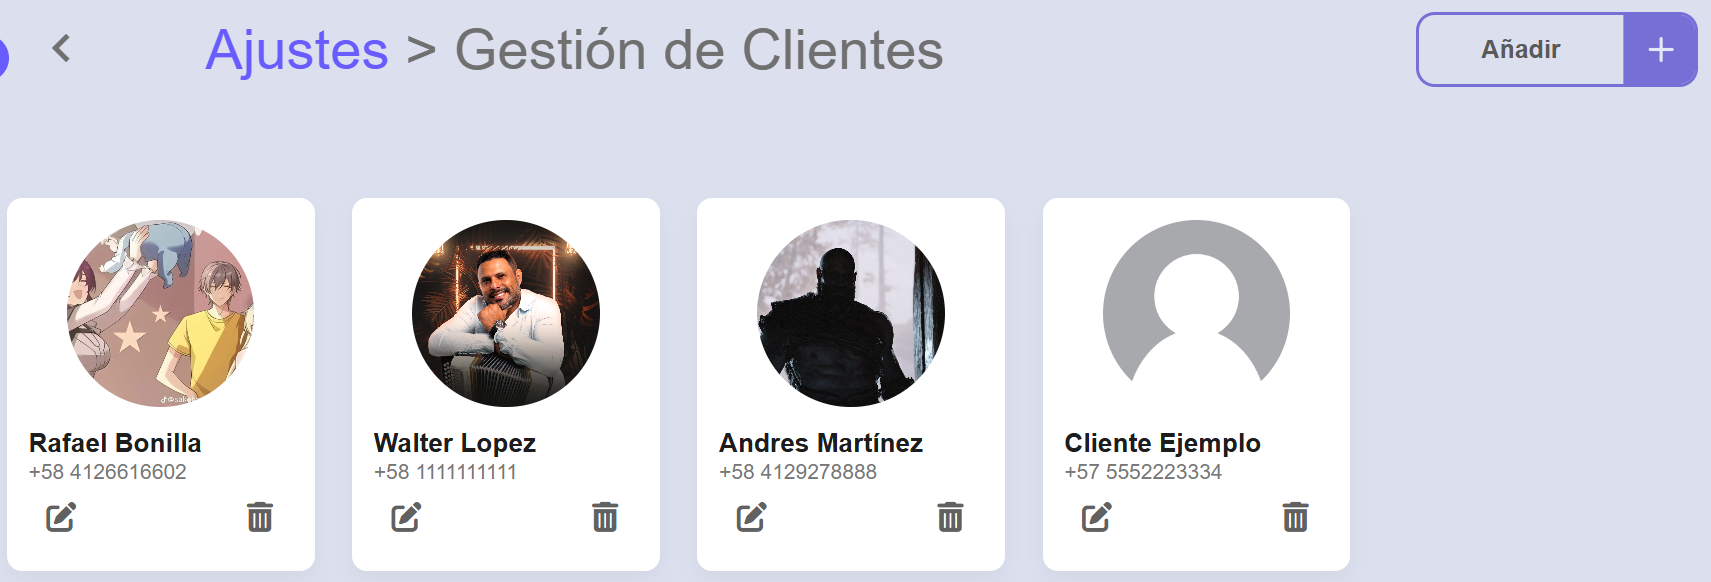 Ajustes > Gestión de Clientes
Añadir
Rafael Bonilla
+58 4126616602
Walter Lopez
+58 1111111111
Andres Martínez
+58 4129278888
Cliente Ejemplo
+57 5552223334